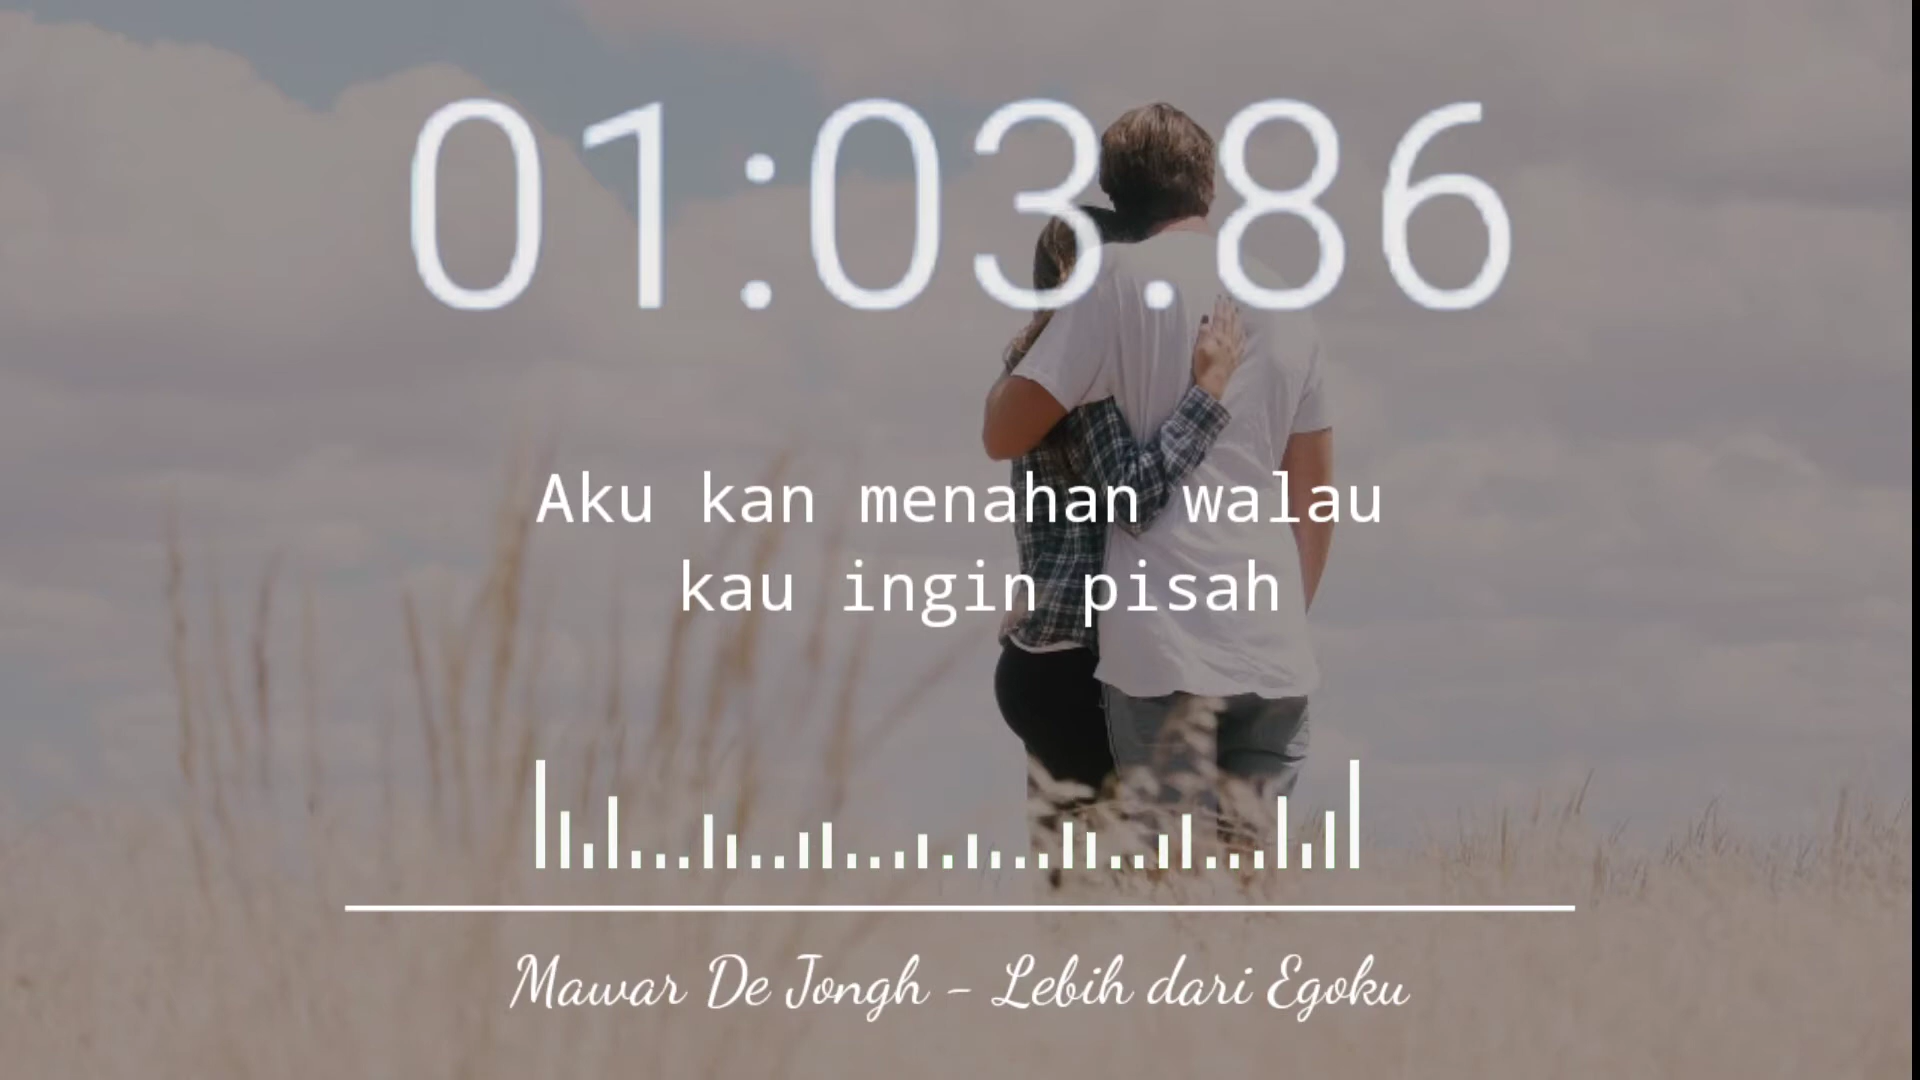 01:03.86
Aku kan menahan walau
kau ingin pisah
Mawar De Jongh - Lebih dari Egoku